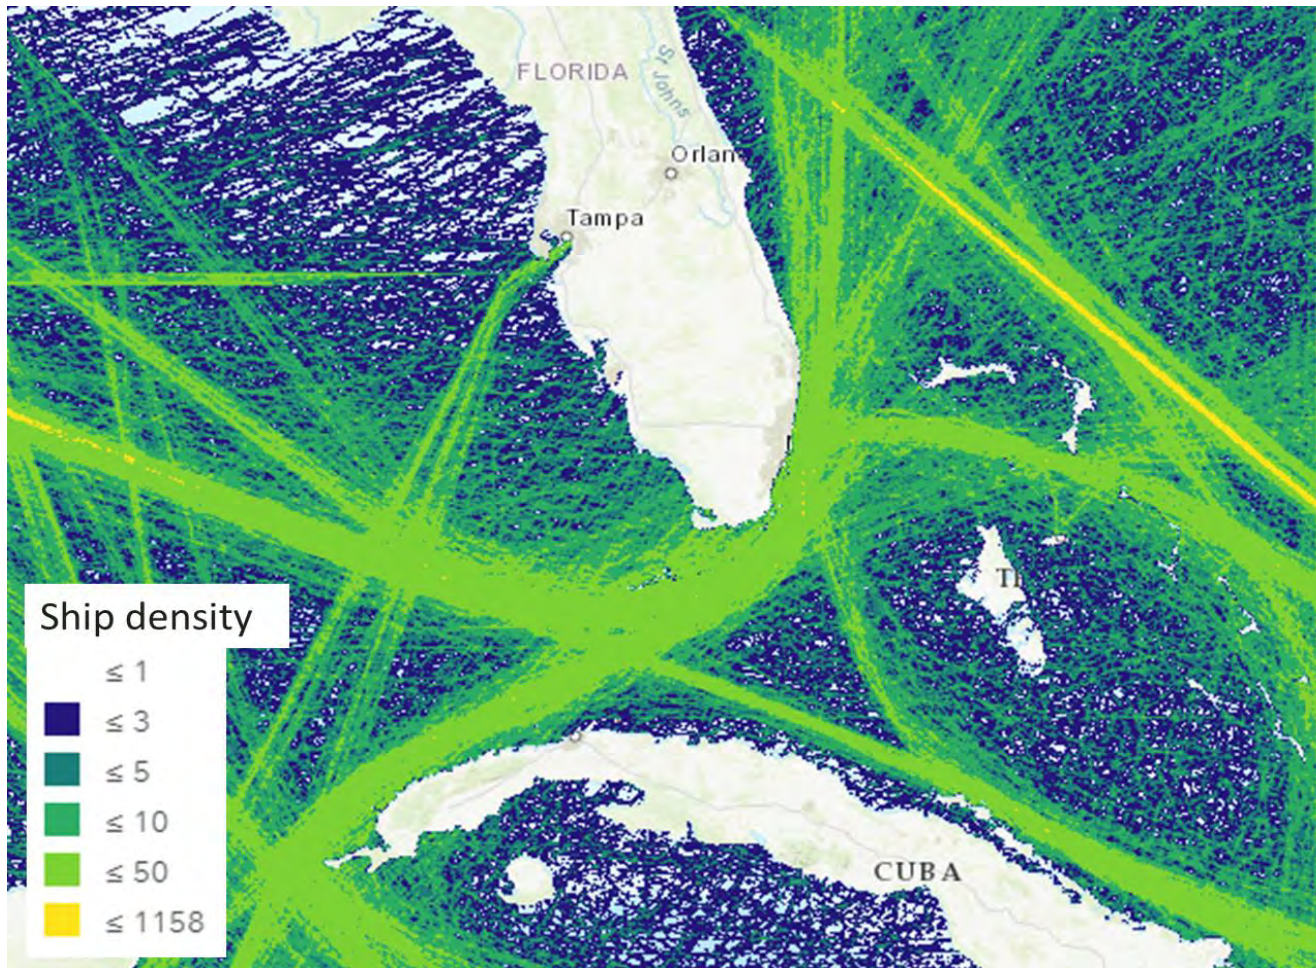 FLORIDA
St Johns
Orlan
Tampa
CUBA
Ship density
≤ 1
≤ 3
≤ 5
≤ 10
≤ 50
≤ 1158